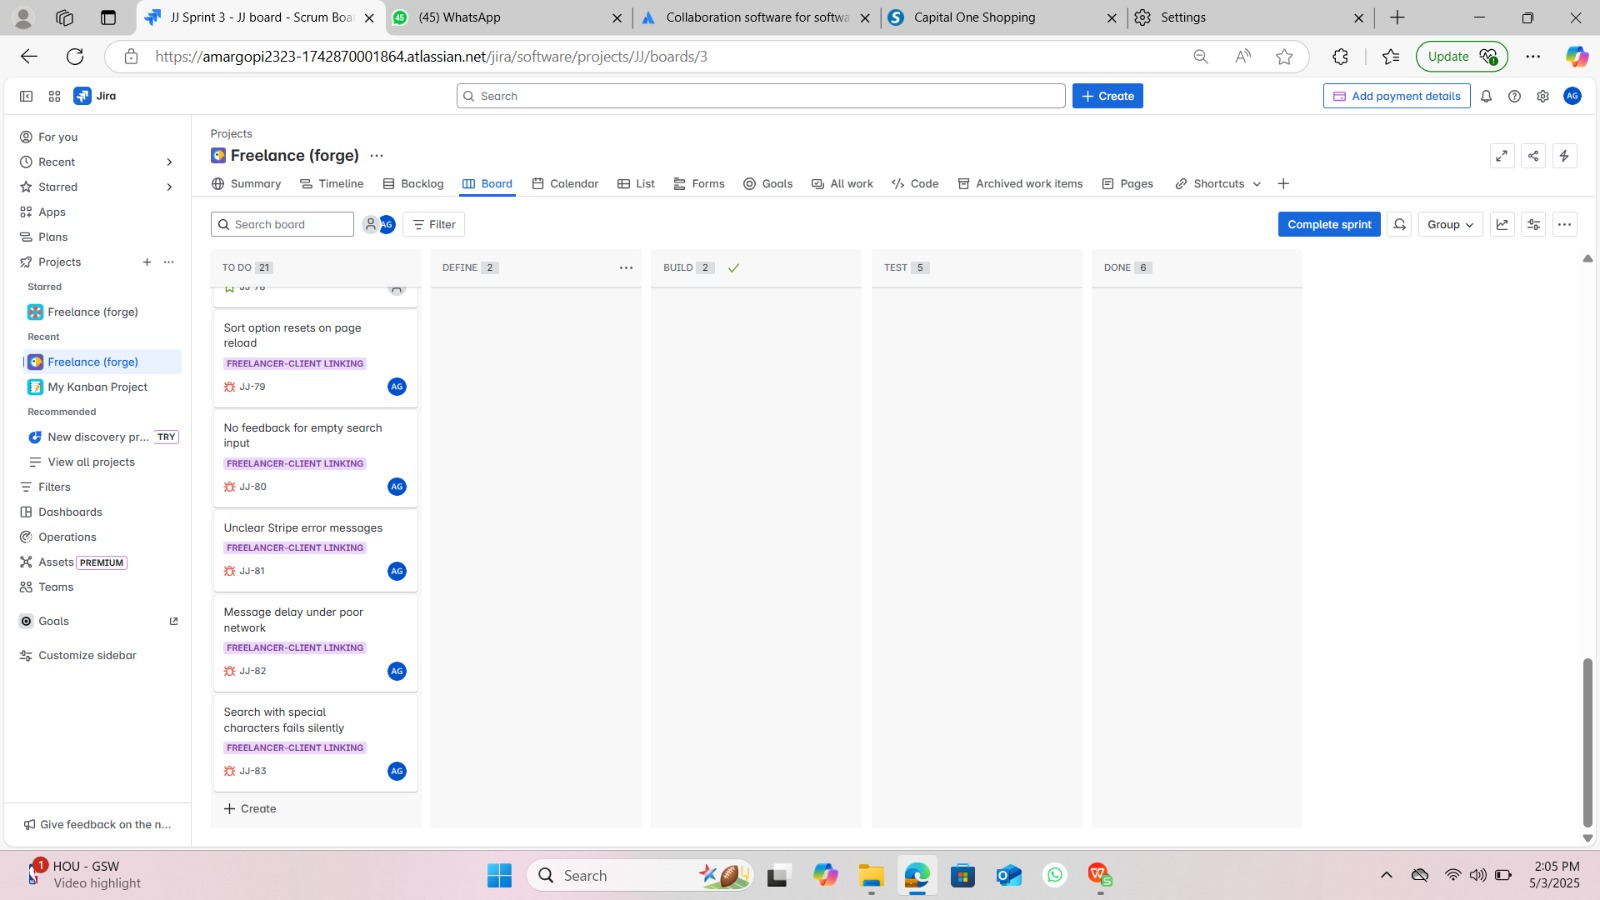 JJ Sprint 3 - JJ board - Scrum Boa
(45) WhatsApp
Collaboration software for softwa
Capital One Shopping
Settings
https://amargopi2323-1742870001864.atlassian.net/jira/software/projects/JJ/boards/3
Update
Jira
Search
+ Create
Add payment details
AG
For you
Recent
Starred
Apps
Plans
Projects
Starred
Freelance (forge)
Recent
Freelance (forge)
My Kanban Project
Recommended
New discovery pr... TRY
View all projects
Filters
Dashboards
Operations
Assets PREMIUM
Teams
Goals
Customize sidebar
Give feedback on the n...
Projects
Freelance (forge) ...
Summary Timeline Backlog Board Calendar List Forms Goals All work Code Archived work items Pages Shortcuts
Search board
AG
Filter
Complete sprint
Group
TO DO 21
DEFINE 2
BUILD 2
TEST 5
DONE 6
JJ-78
Sort option resets on page
reload
FREELANCER-CLIENT LINKING
JJ-79 AG
No feedback for empty search
input
FREELANCER-CLIENT LINKING
JJ-80 AG
Unclear Stripe error messages
FREELANCER-CLIENT LINKING
JJ-81 AG
Message delay under poor
network
FREELANCER-CLIENT LINKING
JJ-82 AG
Search with special
characters fails silently
FREELANCER-CLIENT LINKING
JJ-83 AG
+ Create
1
HOU - GSW
Video highlight
Search
2:05 PM
5/3/2025